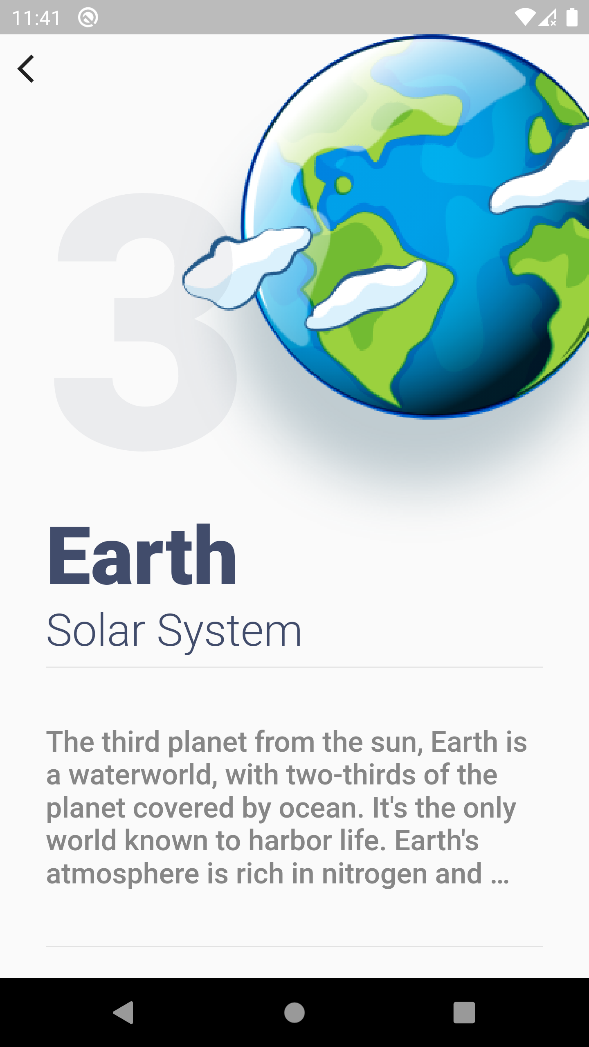 11:41
3
Earth
Solar System
The third planet from the sun, Earth is
a waterworld, with two-thirds of the
planet covered by ocean. It's the only
world known to harbor life. Earth's
atmosphere is rich in nitrogen and ...